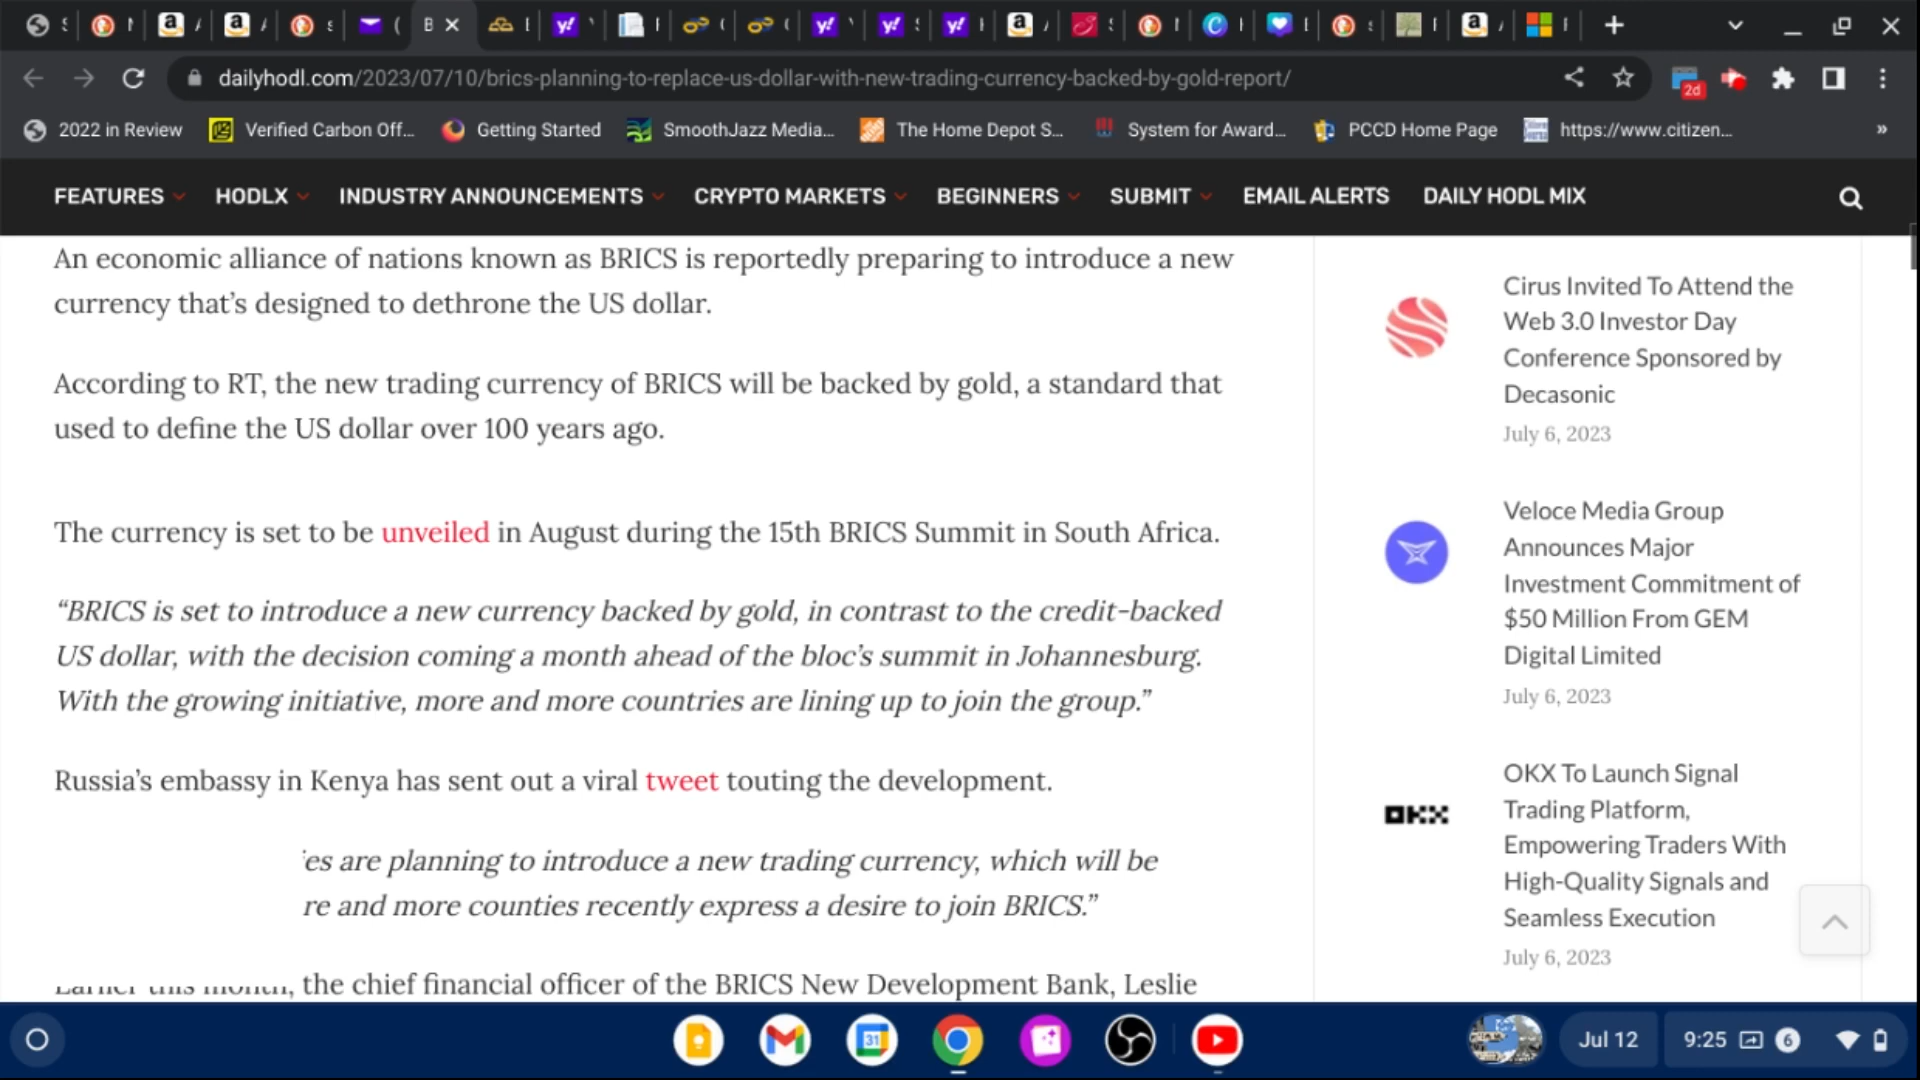 B
dailyhodl.com/2023/07/10/brics-planning-to-replace-us-dollar-with-new-trading-currency-backed-by-gold-report/
2d
2022 in Review
Verified Carbon Off...
Getting Started
SmoothJazz Media...
The Home Depot S...
System for Award...
PCCD Home Page
https://www.citizen...
»
FEATURES HODLX INDUSTRY ANNOUNCEMENTS CRYPTO MARKETS BEGINNERS SUBMIT EMAIL ALERTS DAILY HODL MIX
An economic alliance of nations known as BRICS is reportedly preparing to introduce a new
currency that's designed to dethrone the US dollar.
According to RT, the new trading currency of BRICS will be backed by gold, a standard that
used to define the US dollar over 100 years ago.
The currency is set to be unveiled in August during the 15th BRICS Summit in South Africa.
“BRICS is set to introduce a new currency backed by gold, in contrast to the credit-backed
US dollar, with the decision coming a month ahead of the bloc’s summit in Johannesburg.
With the growing initiative, more and more countries are lining up to join the group.”
Russia’s embassy in Kenya has sent out a viral tweet touting the development.
es are planning to introduce a new trading currency, which will be
re and more counties recently express a desire to join BRICS.”
Earlier this month, the chief financial officer of the BRICS New Development Bank, Leslie
Cirus Invited To Attend the
Web 3.0 Investor Day
Conference Sponsored by
Decasonic
July 6, 2023
Veloce Media Group
Announces Major
Investment Commitment of
$50 Million From GEM
Digital Limited
July 6, 2023
OKX
OKX To Launch Signal
Trading Platform,
Empowering Traders With
High-Quality Signals and
Seamless Execution
July 6, 2023
31
Jul 12
9:25
6